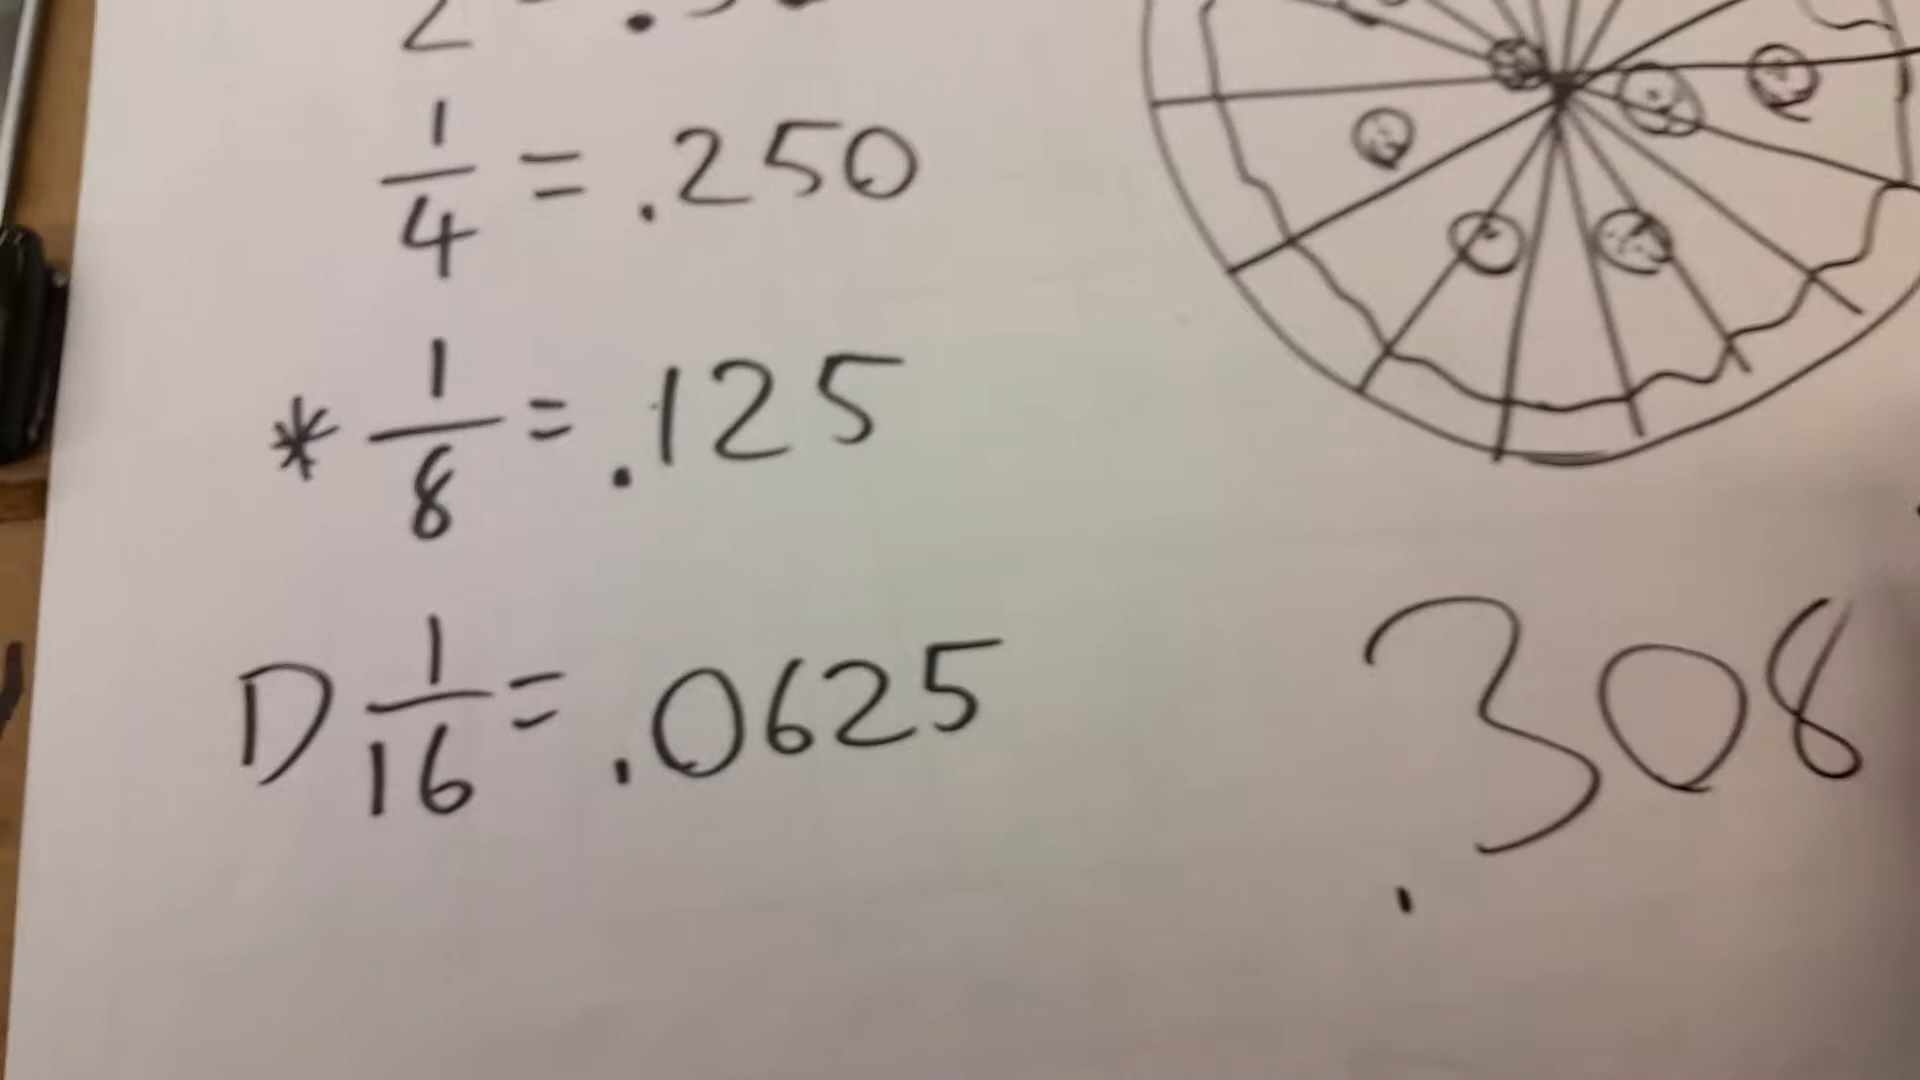 1/4 = .250
* 1/8 = .125
D 1/16 = .0625
.308